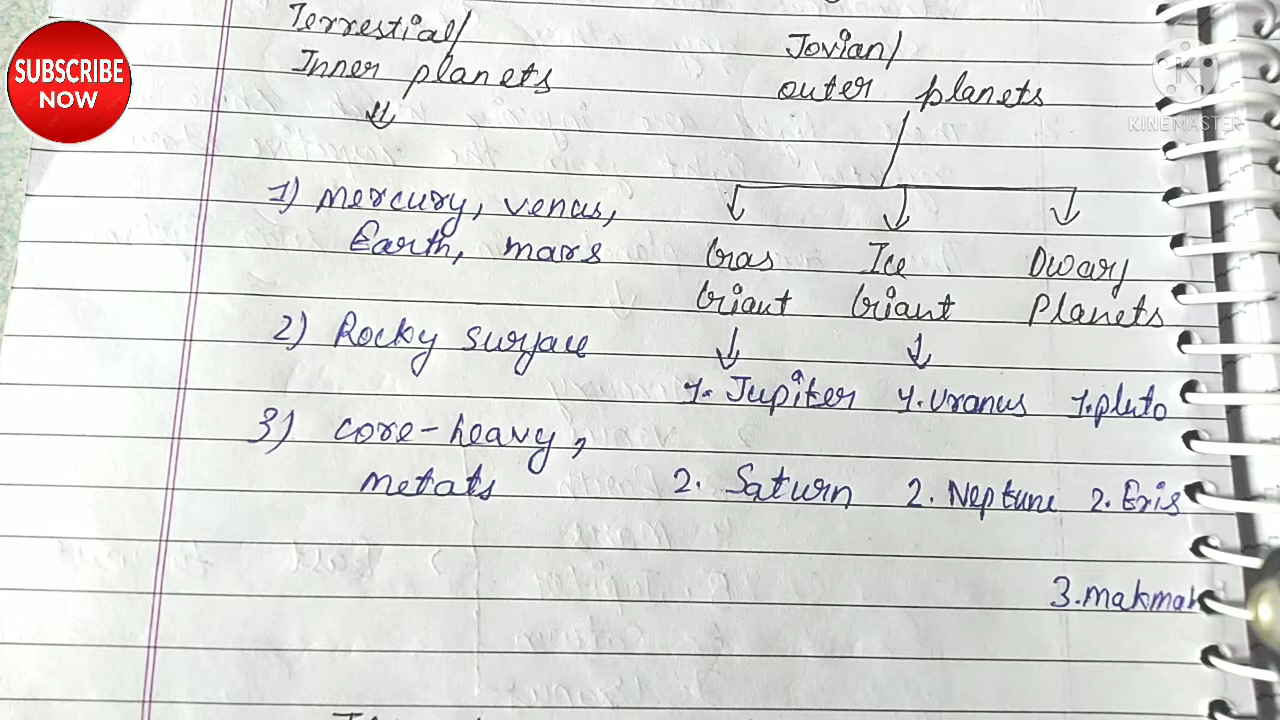 SUBSCRIBE
NOW
KINEMASTER
Terrestial/
Inner planets
Jovian/
outer planets
1) Mercury, venus,
Earth, mars
2) Rocky surface
3) core-heavy,
metals
Gas
Giant
Ice
Giant
Dwarf
Planets
1. Jupiter
1. Uranus
1. pluto
2. Saturn
2. Neptune
2. Eris
3. makmak